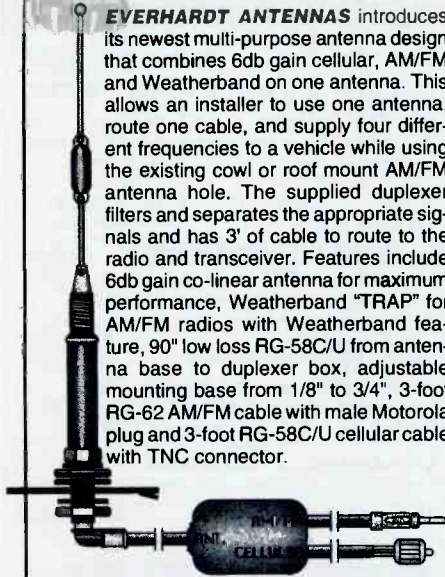 EVERHARDT ANTENNAS introduces
its newest multi-purpose antenna design
that combines 6db gain cellular, AM/FM
and Weatherband on one antenna. This
allows an installer to use one antenna,
route one cable, and supply four differ-
ent frequencies to a vehicle while using
the existing cowl or roof mount AM/FM
antenna hole. The supplied duplexer
filters and separates the appropriate sig-
nals and has 3' of cable to route to the
radio and transceiver. Features include
6db gain co-linear antenna for maximum
performance, Weatherband "TRAP" for
AM/FM radios with Weatherband fea-
ture, 90" low loss RG-58C/U from anten-
na base to duplexer box, adjustable
mounting base from 1/8" to 3/4", 3-foot
RG-62 AM/FM cable with male Motorola
plug and 3-foot RG-58C/U cellular cable
with TNC connector.
ANT.
CELLULAR